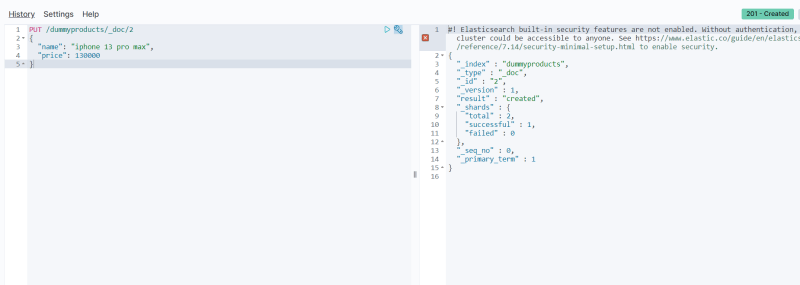 History Settings Help
201 - Created
1 PUT /dummyproducts/_doc/2
2 {
3 "name": "iphone 13 pro max",
4 "price": 130000
5 }
1 #! Elasticsearch built-in security features are not enabled. Without authentication,
cluster could be accessible to anyone. See https://www.elastic.co/guide/en/elastics
/reference/7.14/security-minimal-setup.html to enable security.
2 {
3 "_index" : "dummyproducts",
4 "_type" : "_doc",
5 "_id" : "2",
6 "_version" : 1,
7 "result" : "created",
8 "_shards" : {
9 "total" : 2,
10 "successful" : 1,
11 "failed" : 0
12 },
13 "_seq_no" : 0,
14 "_primary_term" : 1
15 }
16